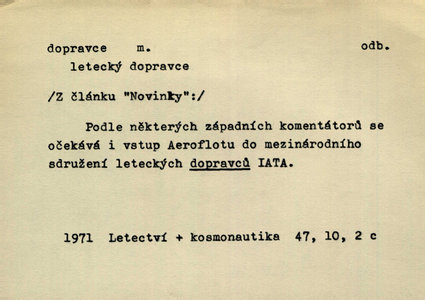 dopravce m. odb.
letecký dopravce
/Z článku "Novinky":/
Podle některých západních komentátorů se
očekává i vstup Aeroflotu do mezinárodního
sdružení leteckých dopravců IATA.
1971 Letectví + kosmonautika 47, 10, 2 c